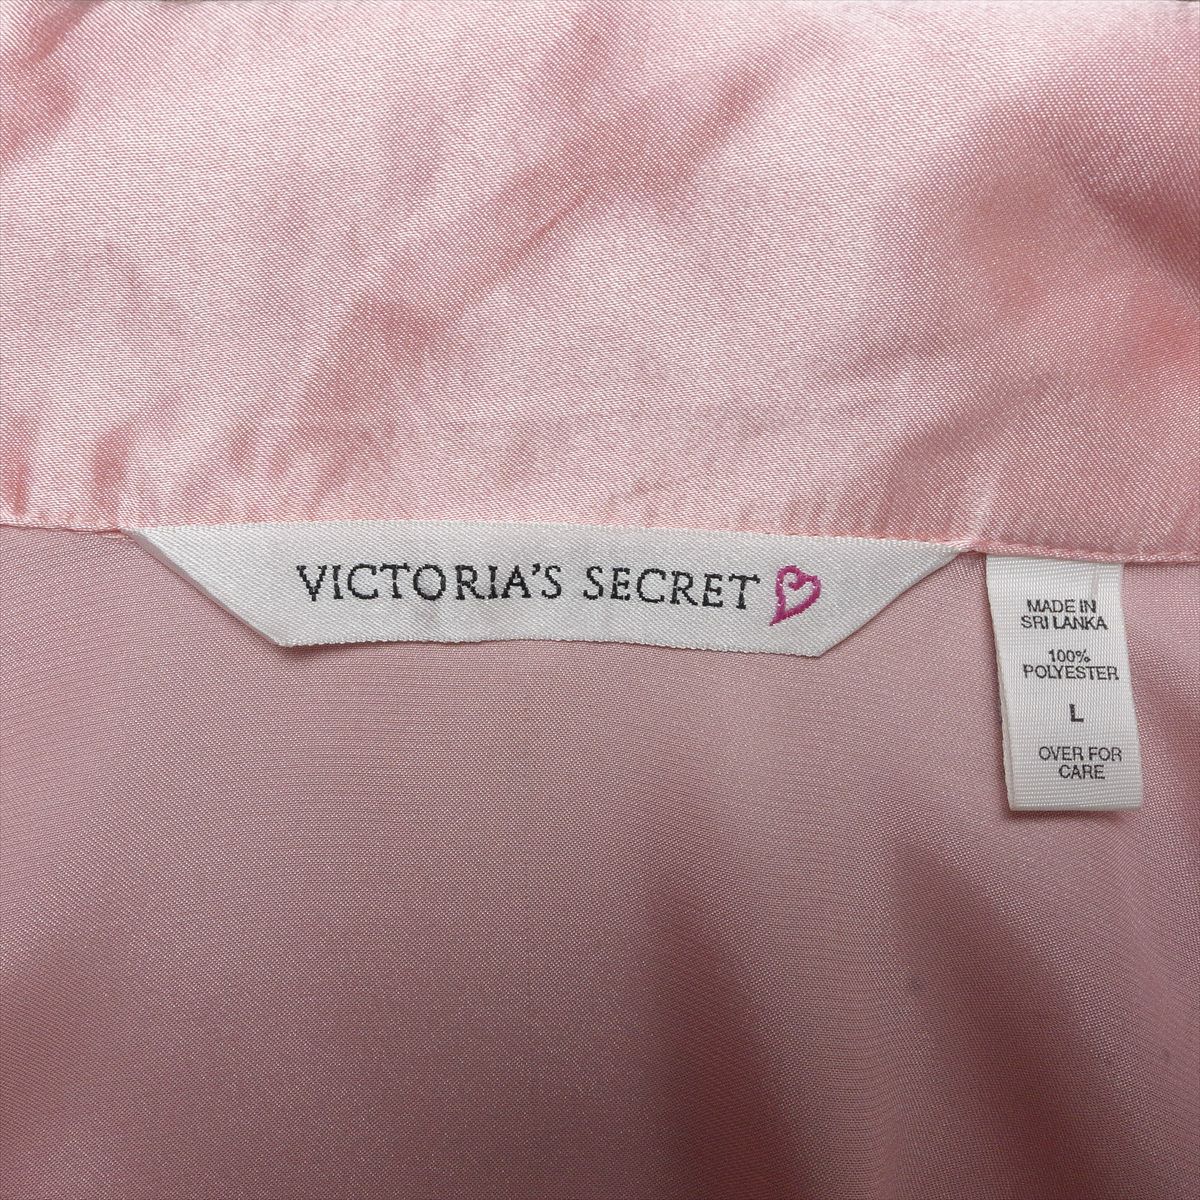 VICTORIA'S SECRET
MADE IN
SRI LANKA
100%
POLYESTER
L
OVER FOR
CARE